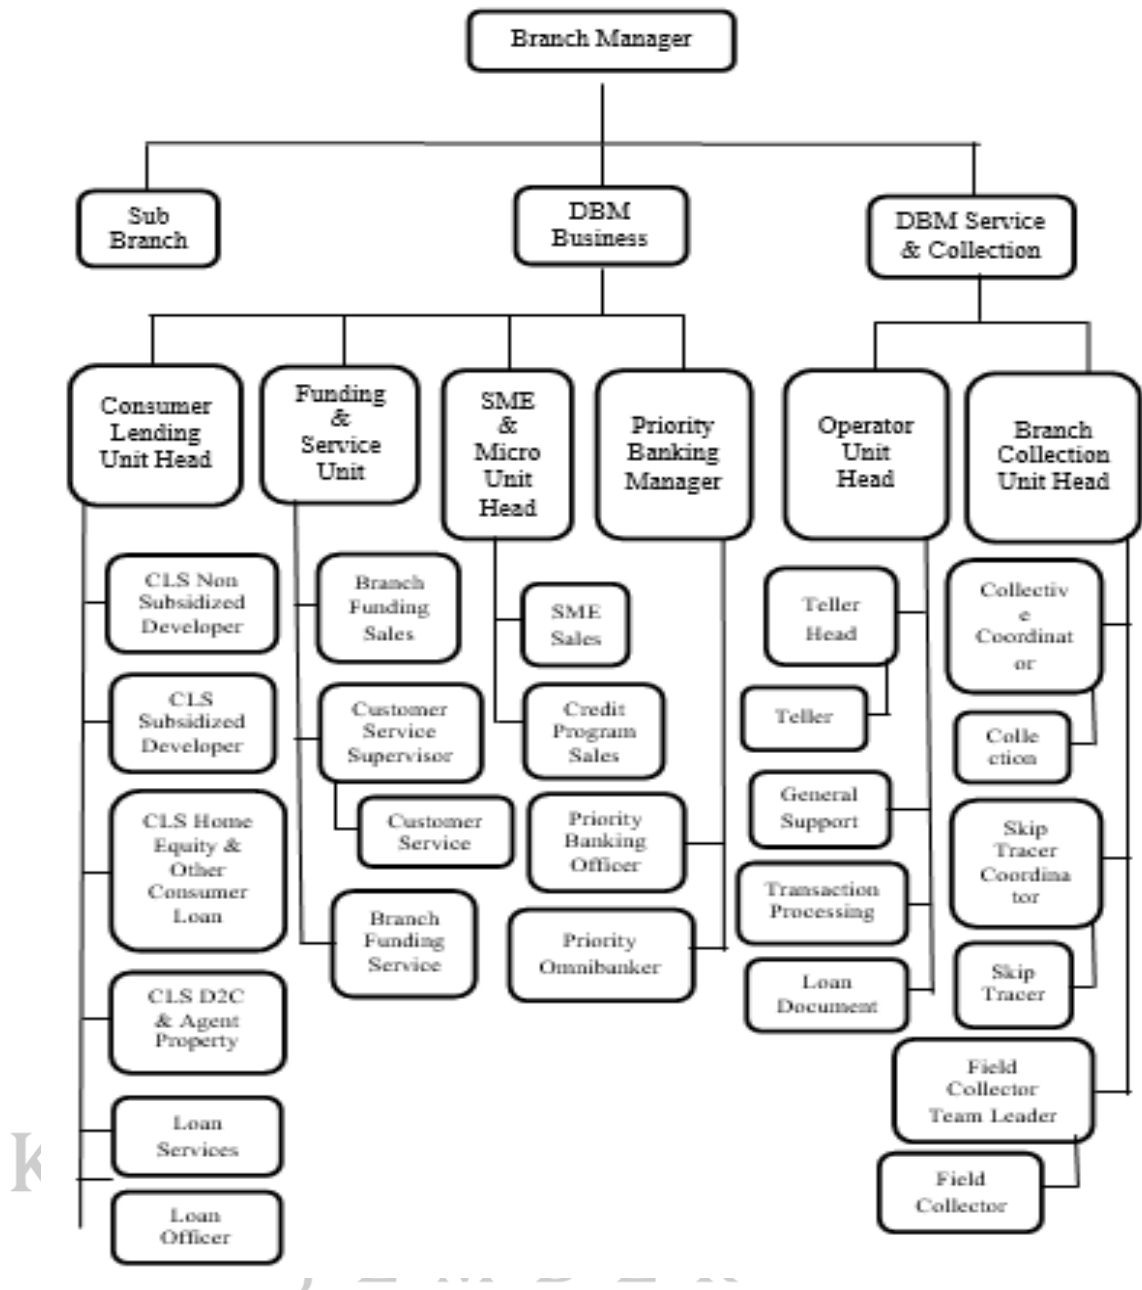 Branch Manager
Sub
Branch
DBM
Business
DBM Service
& Collection
Consumer
Lending
Unit Head
Funding
&
Service
Unit
SME
&
Micro
Unit
Head
Priority
Banking
Manager
Operator
Unit
Head
Branch
Collection
Unit Head
CLS Non
Subsidized
Developer
CLS
Subsidized
Developer
CLS Home
Equity &
Other
Consumer
Loan
CLS D2C
& Agent
Property
Loan
Services
Loan
Officer
Branch
Funding
Sales
Customer
Service
Supervisor
Customer
Service
Branch
Funding
Service
SME
Sales
Credit
Program
Sales
Priority
Banking
Officer
Priority
Omnibanker
Teller
Head
Teller
General
Support
Transaction
Processing
Loan
Document
Collectiv
e
Coordinat
or
Colle
ction
Skip
Tracer
Coordina
tor
Skip
Tracer
Field
Collector
Team Leader
Field
Collector
K